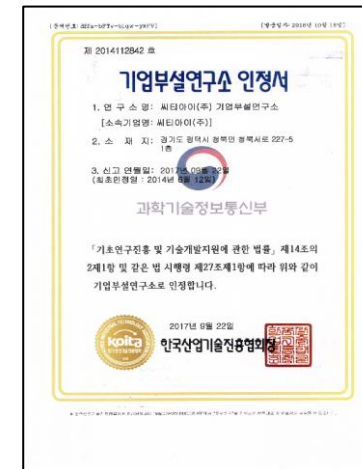 제 2014112842 호
기업부설연구소 인정서
1. 연 구 소 명: 씨티아이(주) 기업부설연구소
[소속기업명: 씨티아이(주)]
2. 소 재 지: 경기도 평택시 청북면 청북서로 227-5
1층
3. 신고 연월일: 2017년 09월 22일
(최초인정일 : 2014년 6월 12일)
과학기술정보통신부
「기초연구진흥 및 기술개발지원에 관한 법률」 제14조의
2제1항 및 같은 법 시행령 제27조제1항에 따라 위와 같이
기업부설연구소로 인정합니다.
2017년 9월 22일
koita
한국산업기술진흥협회장